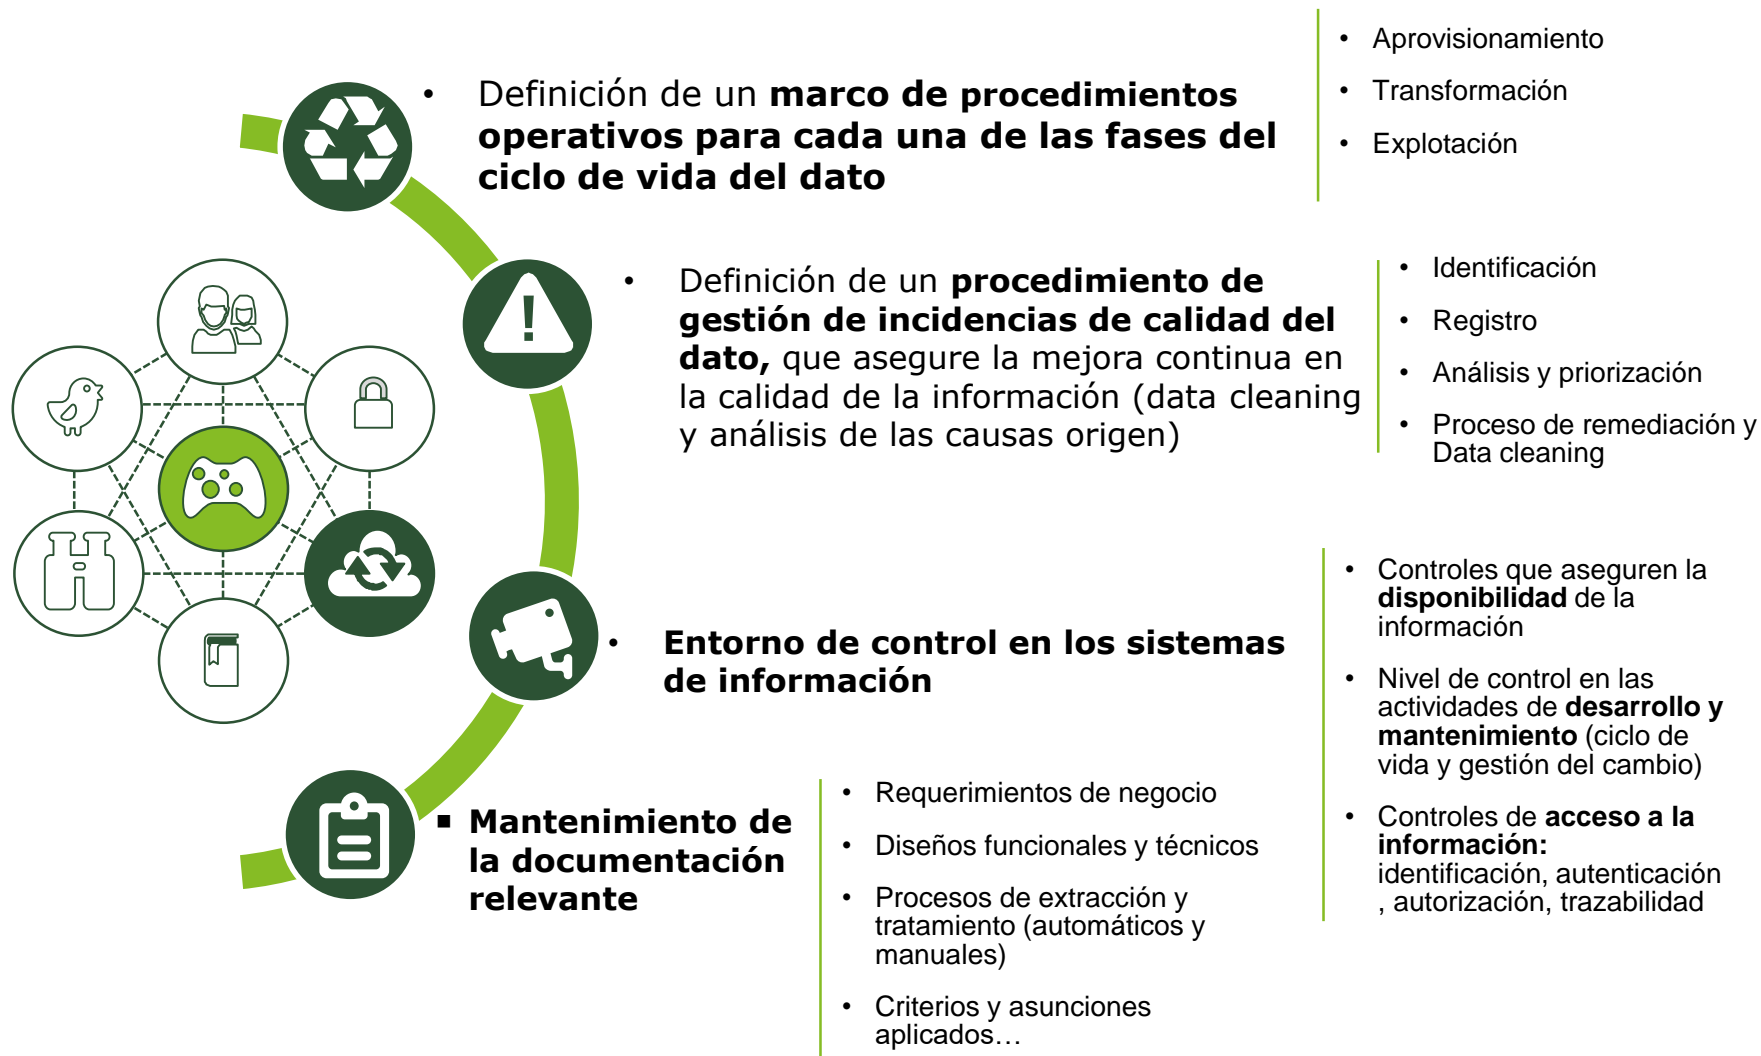 • Definición de un marco de procedimientos
operativos para cada una de las fases del
ciclo de vida del dato
• Aprovisionamiento
• Transformación
• Explotación
• Definición de un procedimiento de
gestión de incidencias de calidad del
dato, que asegure la mejora continua en
la calidad de la información (data cleaning
y análisis de las causas origen)
• Identificación
• Registro
• Análisis y priorización
• Proceso de remediación y
Data cleaning
• Entorno de control en los sistemas
de información
• Controles que aseguren la
disponibilidad de la
información
• Nivel de control en las
actividades de desarrollo y
mantenimiento (ciclo de
vida y gestión del cambio)
• Controles de acceso a la
información:
identificación, autenticación
, autorización, trazabilidad
▪ Mantenimiento de
la documentación
relevante
• Requerimientos de negocio
• Diseños funcionales y técnicos
• Procesos de extracción y
tratamiento (automáticos y
manuales)
• Criterios y asunciones
aplicados…